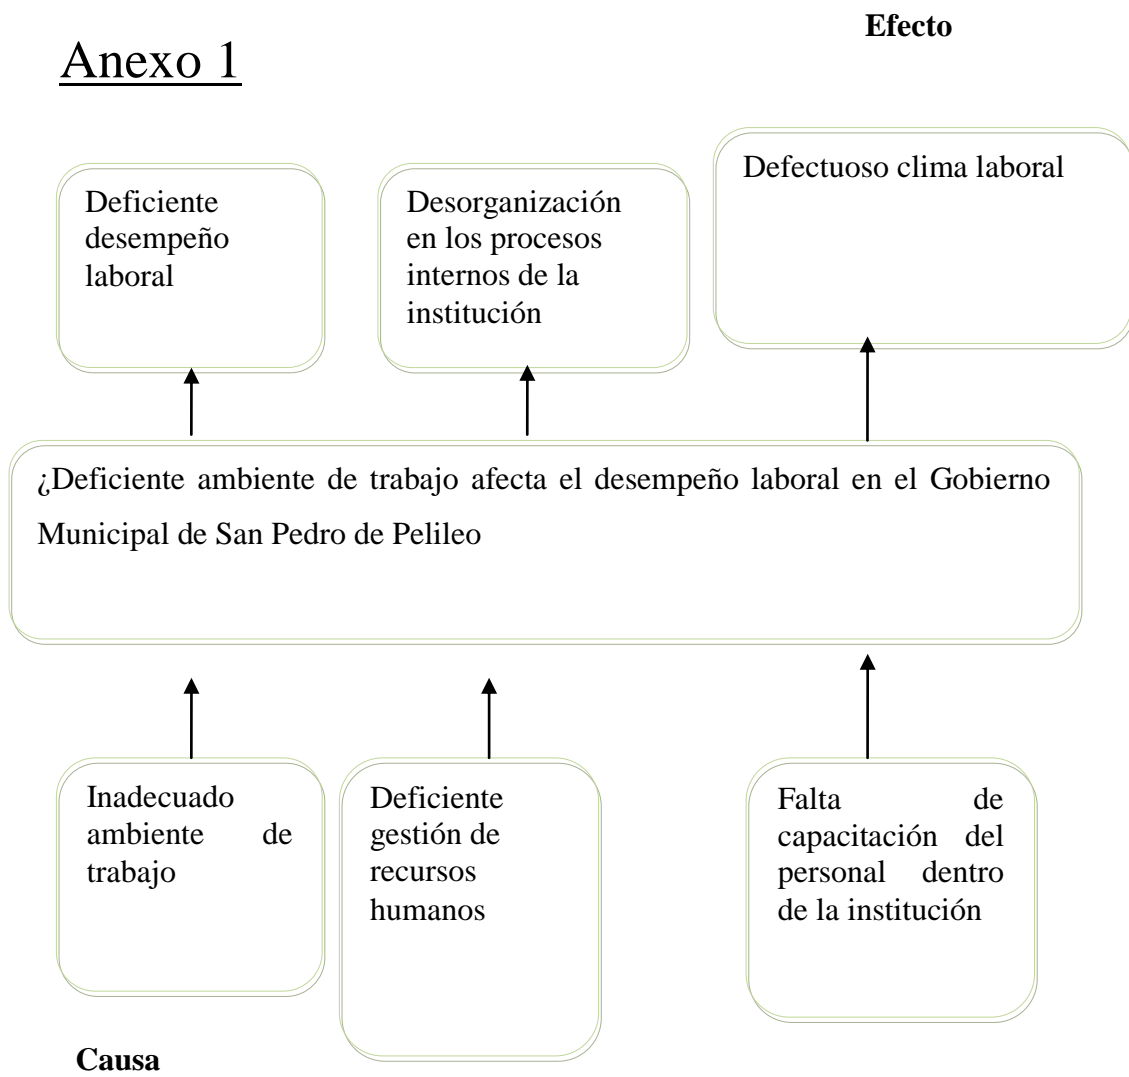 Efecto
Anexo 1
Deficiente
desempeño
laboral
Desorganización
en los procesos
internos de la
institución
Defectuoso clima laboral
¿Deficiente ambiente de trabajo afecta el desempeño laboral en el Gobierno
Municipal de San Pedro de Pelileo
Inadecuado
ambiente de
trabajo
Deficiente
gestión de
recursos
humanos
Falta de
capacitación del
personal dentro
de la institución
Causa